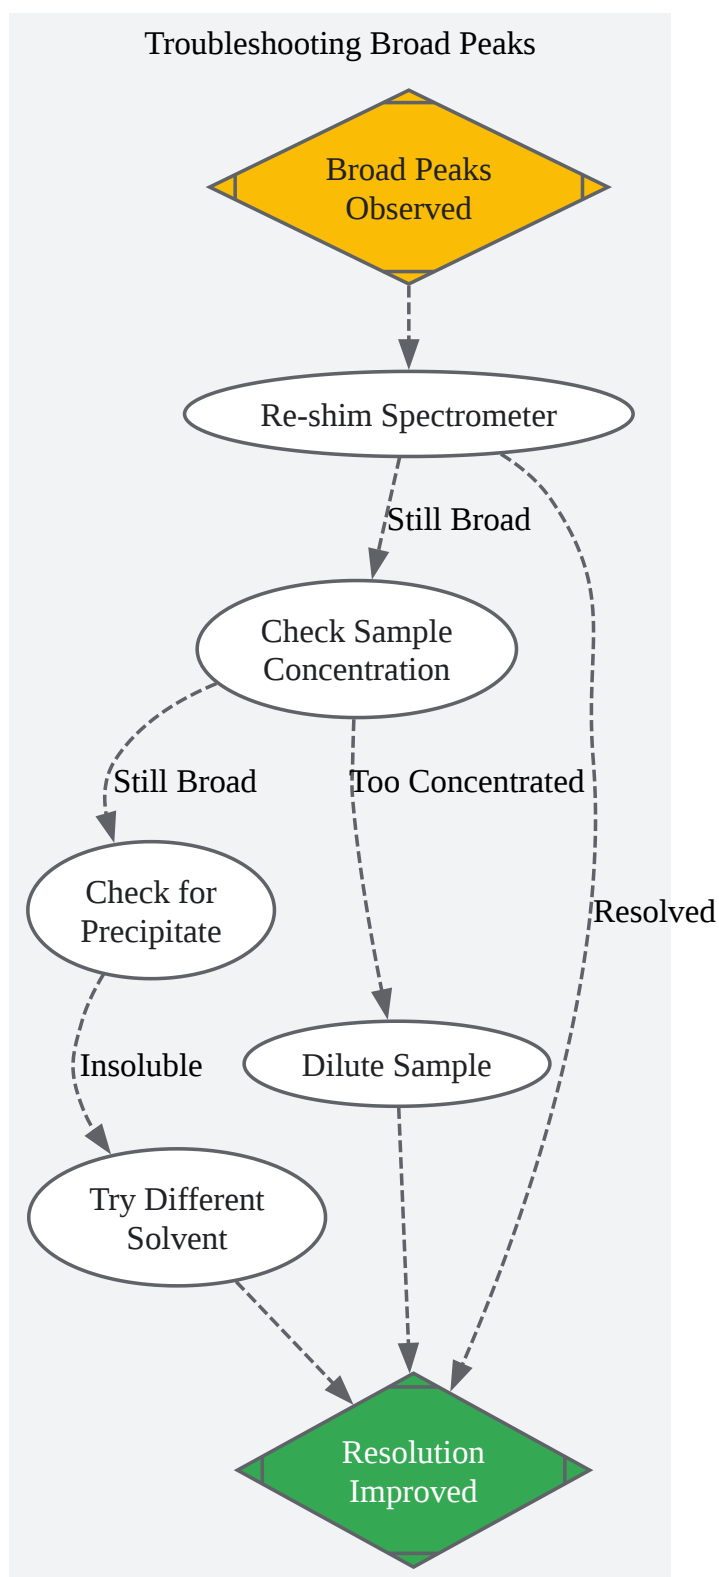 Troubleshooting Broad Peaks
Broad Peaks
Observed
Re-shim Spectrometer
Still Broad
Check Sample
Concentration
Still Broad
Too Concentrated
Check for
Precipitate
Resolved
Insoluble
Dilute Sample
Try Different
Solvent
Resolution
Improved